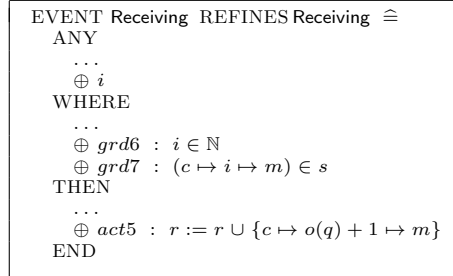 EVENT Receiving REFINES Receiving ≙
ANY
...
⊕ i
WHERE
...
⊕ grd6 : i ∈ ℕ
⊕ grd7 : (c ↦ i ↦ m) ∈ s
THEN
...
⊕ act5 : r := r ∪ {c ↦ o(q) + 1 ↦ m}
END